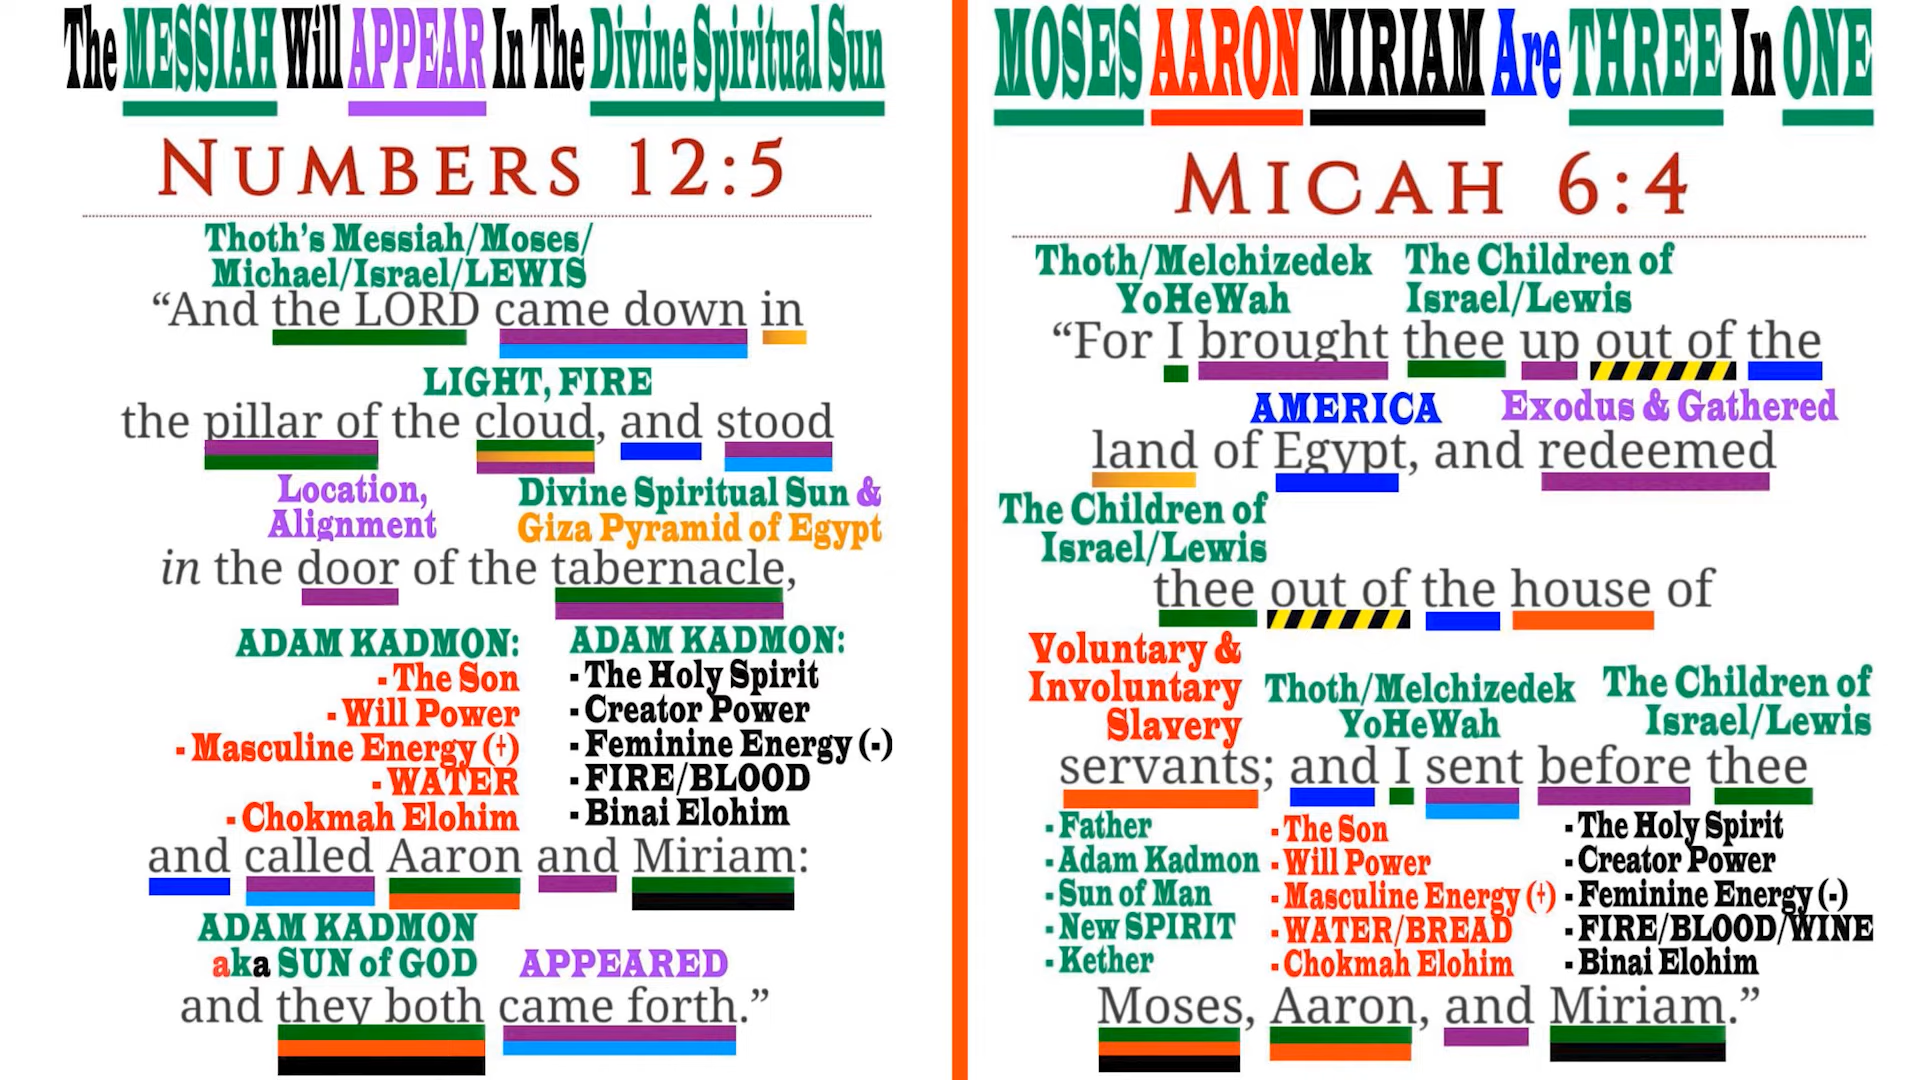 The MESSIAH Will APPEAR In The Divine Spiritual Sun
NUMBERS 12:5
Thoth's Messiah/Moses/
Michael/Israel/LEWIS
“And the LORD came down in
LIGHT, FIRE
the pillar of the cloud, and stood
Location,
Alignment
Divine Spiritual Sun &
Giza Pyramid of Egypt
in the door of the tabernacle,
ADAM KADMON:
- The Son
- Will Power
- Masculine Energy (+)
- WATER
- Chokmah Elohim
ADAM KADMON:
- The Holy Spirit
- Creator Power
- Feminine Energy (-)
- FIRE/BLOOD
- Binai Elohim
and called Aaron and Miriam:
ADAM KADMON
aka SUN of GOD
APPEARED
and they both came forth.”
MOSES AARON MIRIAM Are THREE In ONE
MICAH 6:4
Thoth/Melchizedek
YoHeWah
The Children of
Israel/Lewis
“For I brought thee up out of the
AMERICA
Exodus & Gathered
land of Egypt, and redeemed
The Children of
Israel/Lewis
thee out of the house of
Voluntary &
Involuntary
Slavery
Thoth/Melchizedek
YoHeWah
The Children of
Israel/Lewis
servants; and I sent before thee
- Father
- Adam Kadmon
- Sun of Man
- New SPIRIT
- Kether
- The Son
- Will Power
- Masculine Energy (+)
- WATER/BREAD
- Chokmah Elohim
- The Holy Spirit
- Creator Power
- Feminine Energy (-)
- FIRE/BLOOD/WINE
- Binai Elohim
Moses, Aaron, and Miriam.”